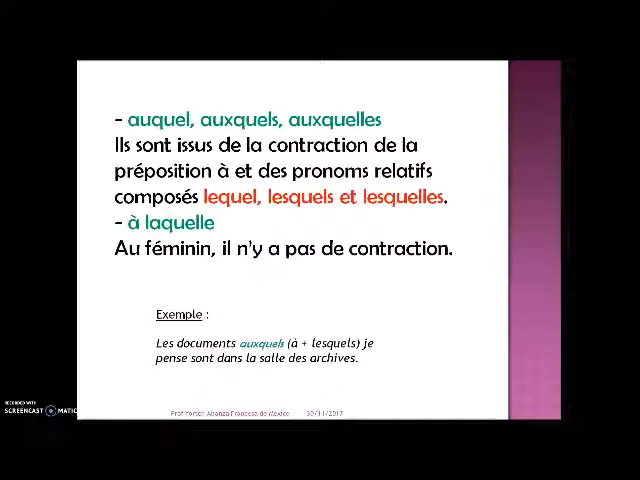 - auquel, auxquels, auxquelles
Ils sont issus de la contraction de la
préposition à et des pronoms relatifs
composés lequel, lesquels et lesquelles.
- à laquelle
Au féminin, il n'y a pas de contraction.
Exemple :
Les documents auxquels (à + lesquels) je
pense sont dans la salle des archives.
RECORDED WITH
SCREENCAST MATIC
Prof Yortch Alianza Francesa de México 30/11/2017